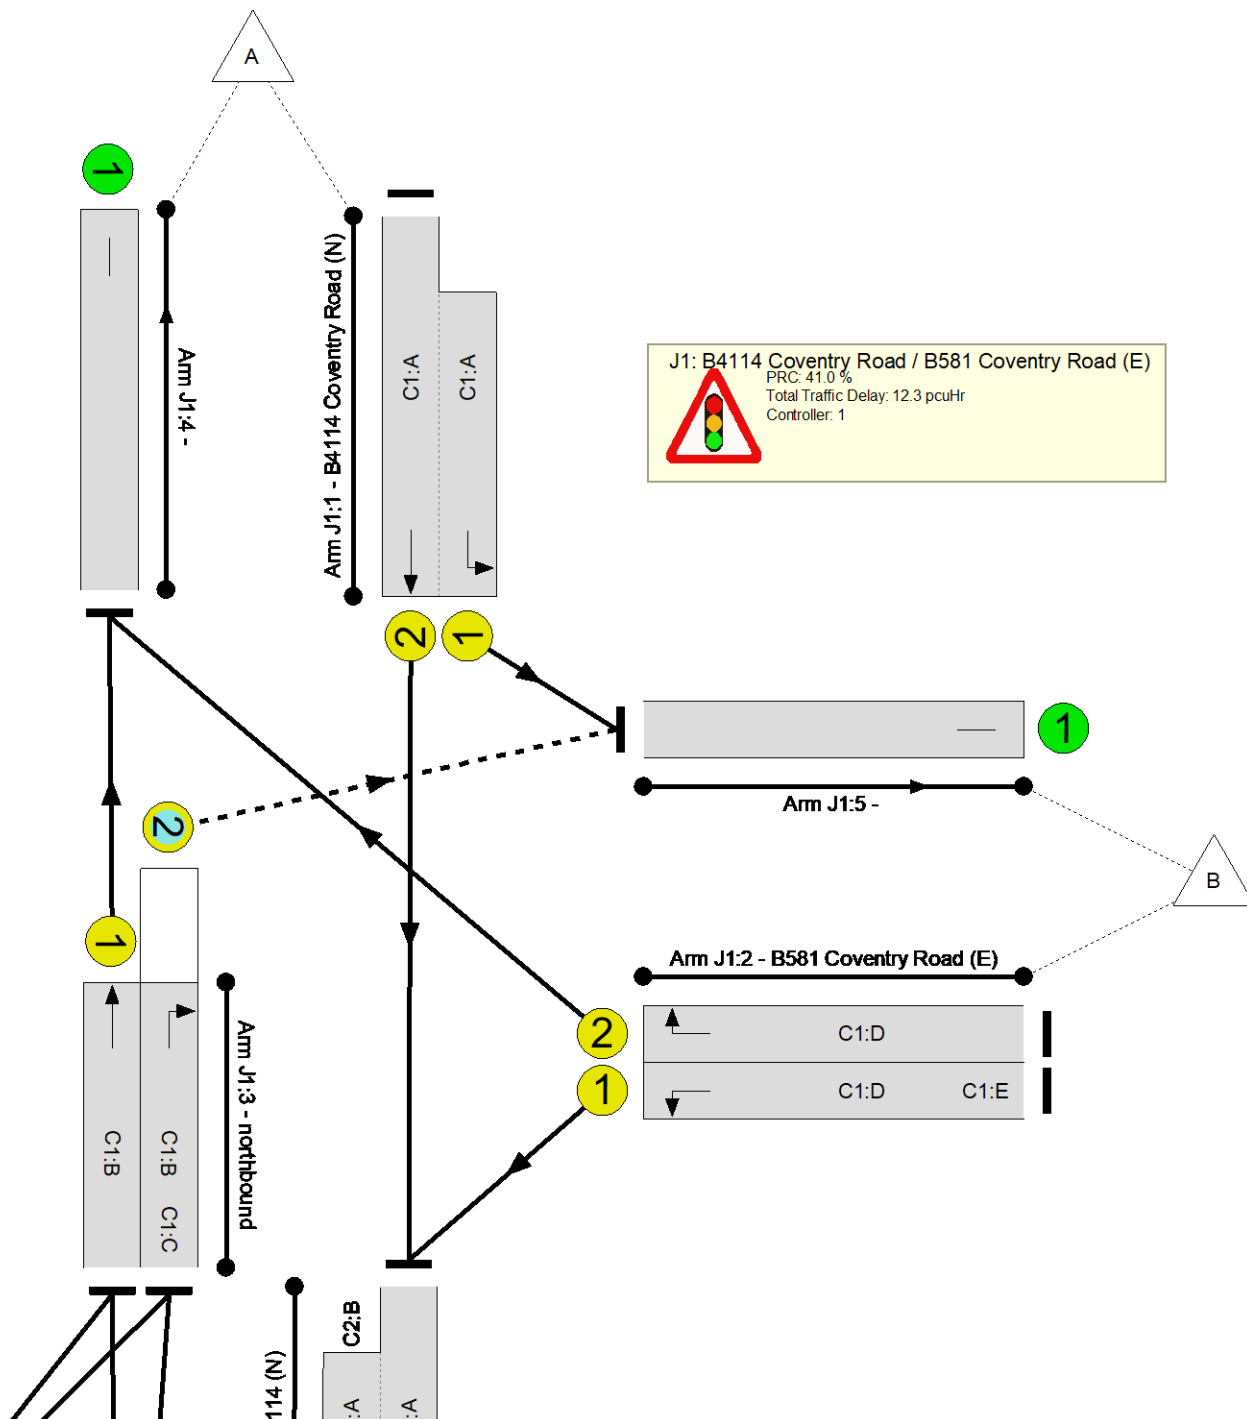 A
1
Arm J1:4 -
Arm J1:1 - B4114 Coventry Road (N)
C1:A
C1:A
J1: B4114 Coventry Road / B581 Coventry Road (E)
PRC: 41.0 %
Total Traffic Delay: 12.3 pcuHr
Controller: 1
2
1
1
Arm J1:5 -
2
B
1
Arm J1:2 - B581 Coventry Road (E)
2
C1:D
1
C1:D C1:E
Arm J1:3 - northbound
C1:B
C1:B C1:C
C2:B
114 (N)
:A
:A